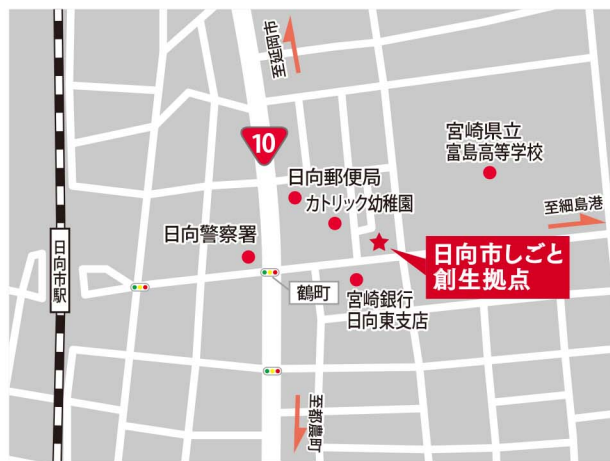 至延岡市
10
宮崎県立
富島高等学校
日向郵便局
カトリック幼稚園
至細島港
日向警察署
日向市しごと
創生拠点
日向市駅
鶴町
宮崎銀行
日向東支店
至都農町